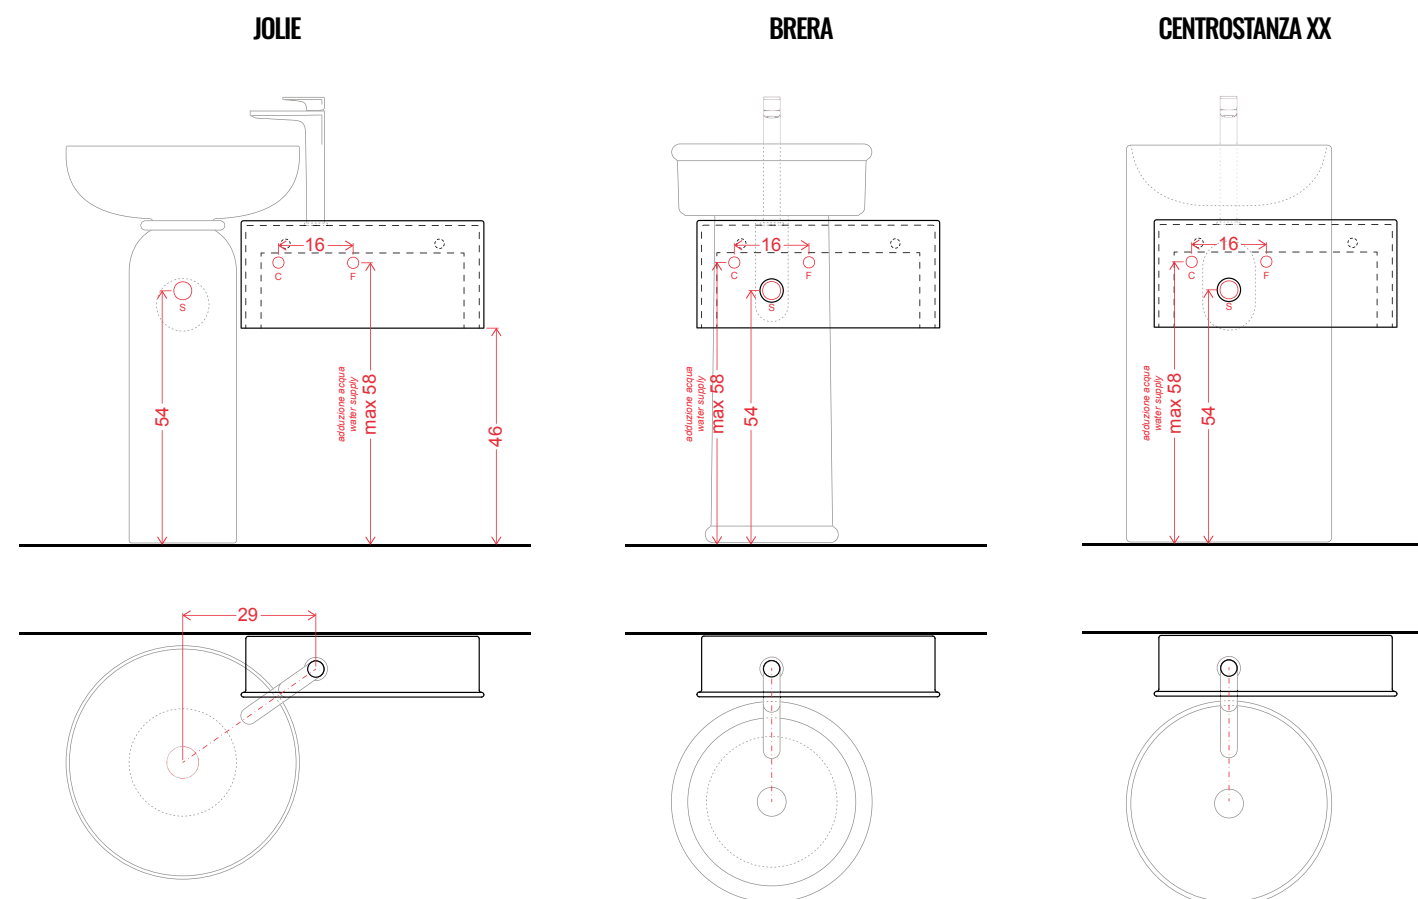 JOLIE
BRERA
CENTROSTANZA XX
16
C
F
S
54
adduzione acqua
water supply
max 58
46
16
C
F
S
adduzione acqua
water supply
max 58
54
16
C
F
S
adduzione acqua
water supply
max 58
54
29